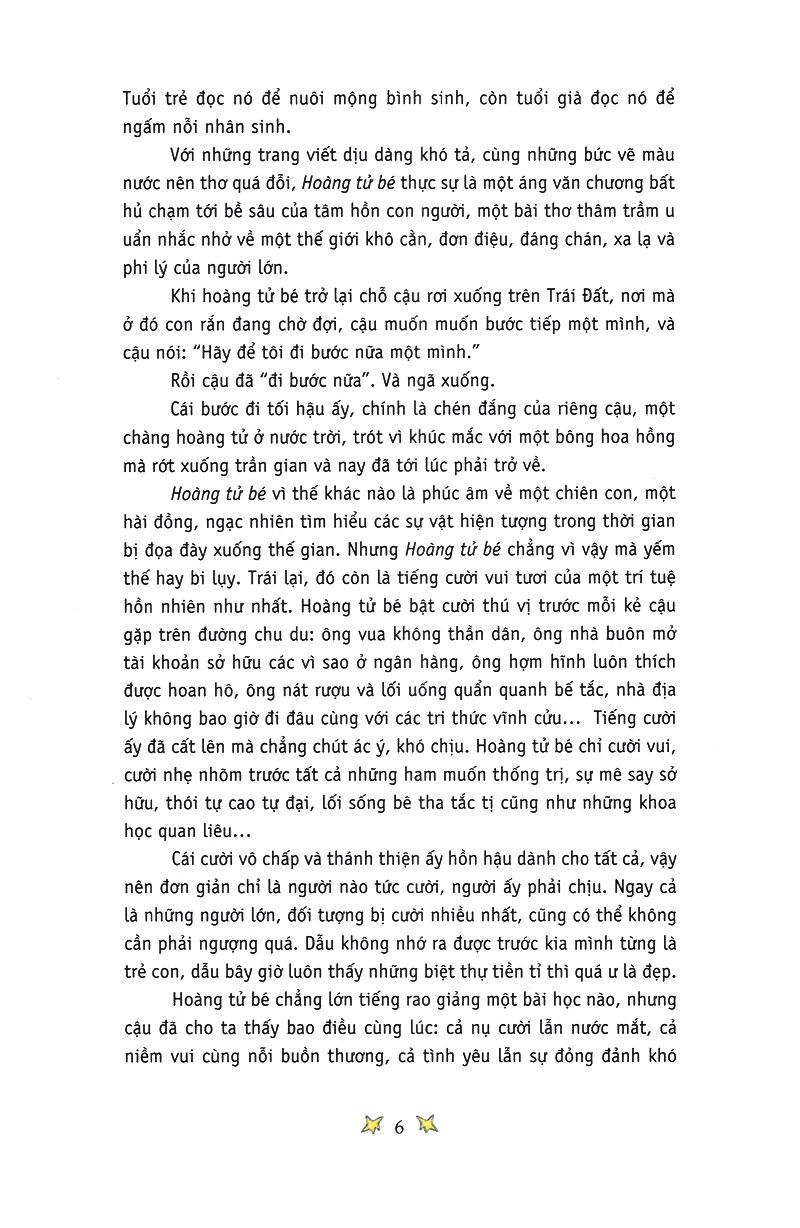 Tuổi trẻ đọc nó để nuôi mộng bình sinh, còn tuổi già đọc nó để
ngấm nỗi nhân sinh.
Với những trang viết dịu dàng khó tả, cùng những bức vẽ màu
nước nên thơ quá đỗi, Hoàng tử bé thực sự là một áng văn chương bất
hủ chạm tới bề sâu của tâm hồn con người, một bài thơ thâm trầm u
uẩn nhắc nhở về một thế giới khô cằn, đơn điệu, đáng chán, xa lạ và
phi lý của người lớn.
Khi hoàng tử bé trở lại chỗ cậu rơi xuống trên Trái Đất, nơi mà
ở đó con rắn đang chờ đợi, cậu muốn muốn bước tiếp một mình, và
cậu nói: “Hãy để tôi đi bước nữa một mình.”
Rồi cậu đã “đi bước nữa”. Và ngã xuống.
Cái bước đi tối hậu ấy, chính là chén đắng của riêng cậu, một
chàng hoàng tử ở nước trời, trót vì khúc mắc với một bông hoa hồng
mà rớt xuống trần gian và nay đã tới lúc phải trở về.
Hoàng tử bé vì thế khác nào là phúc âm về một chiên con, một
hài đồng, ngạc nhiên tìm hiểu các sự vật hiện tượng trong thời gian
bị đọa đày xuống thế gian. Nhưng Hoàng tử bé chẳng vì vậy mà yếm
thế hay bi lụy. Trái lại, đó còn là tiếng cười vui tươi của một trí tuệ
hồn nhiên như nhất. Hoàng tử bé bật cười thú vị trước mỗi kẻ cậu
gặp trên đường chu du: ông vua không thần dân, ông nhà buôn mở
tài khoản sở hữu các vì sao ở ngân hàng, ông hợm hĩnh luôn thích
được hoan hô, ông nát rượu và lối uống quẩn quanh bế tắc, nhà địa
lý không bao giờ đi đâu cùng với các tri thức vĩnh cửu... Tiếng cười
ấy đã cất lên mà chẳng chút ác ý, khó chịu. Hoàng tử bé chỉ cười vui,
cười nhẹ nhõm trước tất cả những ham muốn thống trị, sự mê say sở
hữu, thói tự cao tự đại, lối sống bê tha tắc tị cũng như những khoa
học quan liêu...
Cái cười vô chấp và thánh thiện ấy hồn hậu dành cho tất cả, vậy
nên đơn giản chỉ là người nào tức cười, người ấy phải chịu. Ngay cả
là những người lớn, đối tượng bị cười nhiều nhất, cũng có thể không
cần phải ngượng quá. Dẫu không nhớ ra được trước kia mình từng là
trẻ con, dẫu bây giờ luôn thấy những biệt thự tiền tỉ thì quá ư là đẹp.
Hoàng tử bé chẳng lớn tiếng rao giảng một bài học nào, nhưng
cậu đã cho ta thấy bao điều cùng lúc: cả nụ cười lẫn nước mắt, cả
niềm vui cùng nỗi buồn thương, cả tình yêu lẫn sự đỏng đảnh khó
6